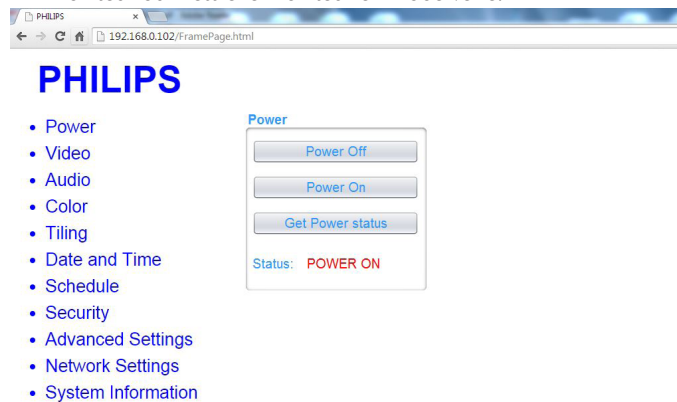 PHILIPS
192.168.0.102/FramePage.html
PHILIPS
• Power
• Video
• Audio
• Color
• Tiling
• Date and Time
• Schedule
• Security
• Advanced Settings
• Network Settings
• System Information
Power
Power Off
Power On
Get Power status
Status: POWER ON